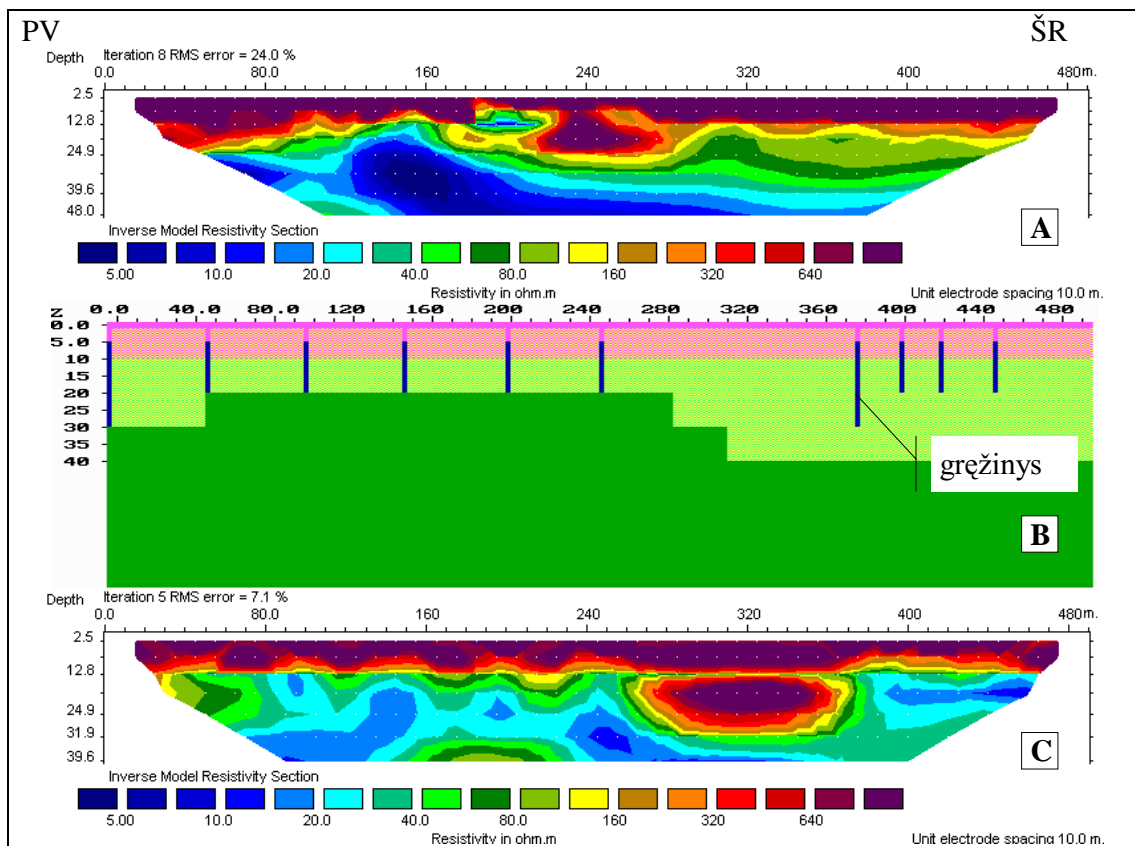 PV ŠR
Depth Iteration 8 RMS error = 24.0 %
0.0 80.0 160 240 320 400 480 m.
2.5
12.8
24.9
39.6
48.0
A
Inverse Model Resistivity Section
5.00 10.0 20.0 40.0 80.0 160 320 640
Resistivity in ohm.m Unit electrode spacing 10.0 m.
Z 0.0 40.0 80.0 120 160 200 240 280 320 360 400 440 480
0.0
5.0
10
15
20
25
30
35
40
gręžinys
B
Depth Iteration 5 RMS error = 7.1 %
0.0 80.0 160 240 320 400 480 m.
2.5
12.8
24.9
31.9
39.6
C
Inverse Model Resistivity Section
5.00 10.0 20.0 40.0 80.0 160 320 640
Resistivity in ohm.m Unit electrode spacing 10.0 m.